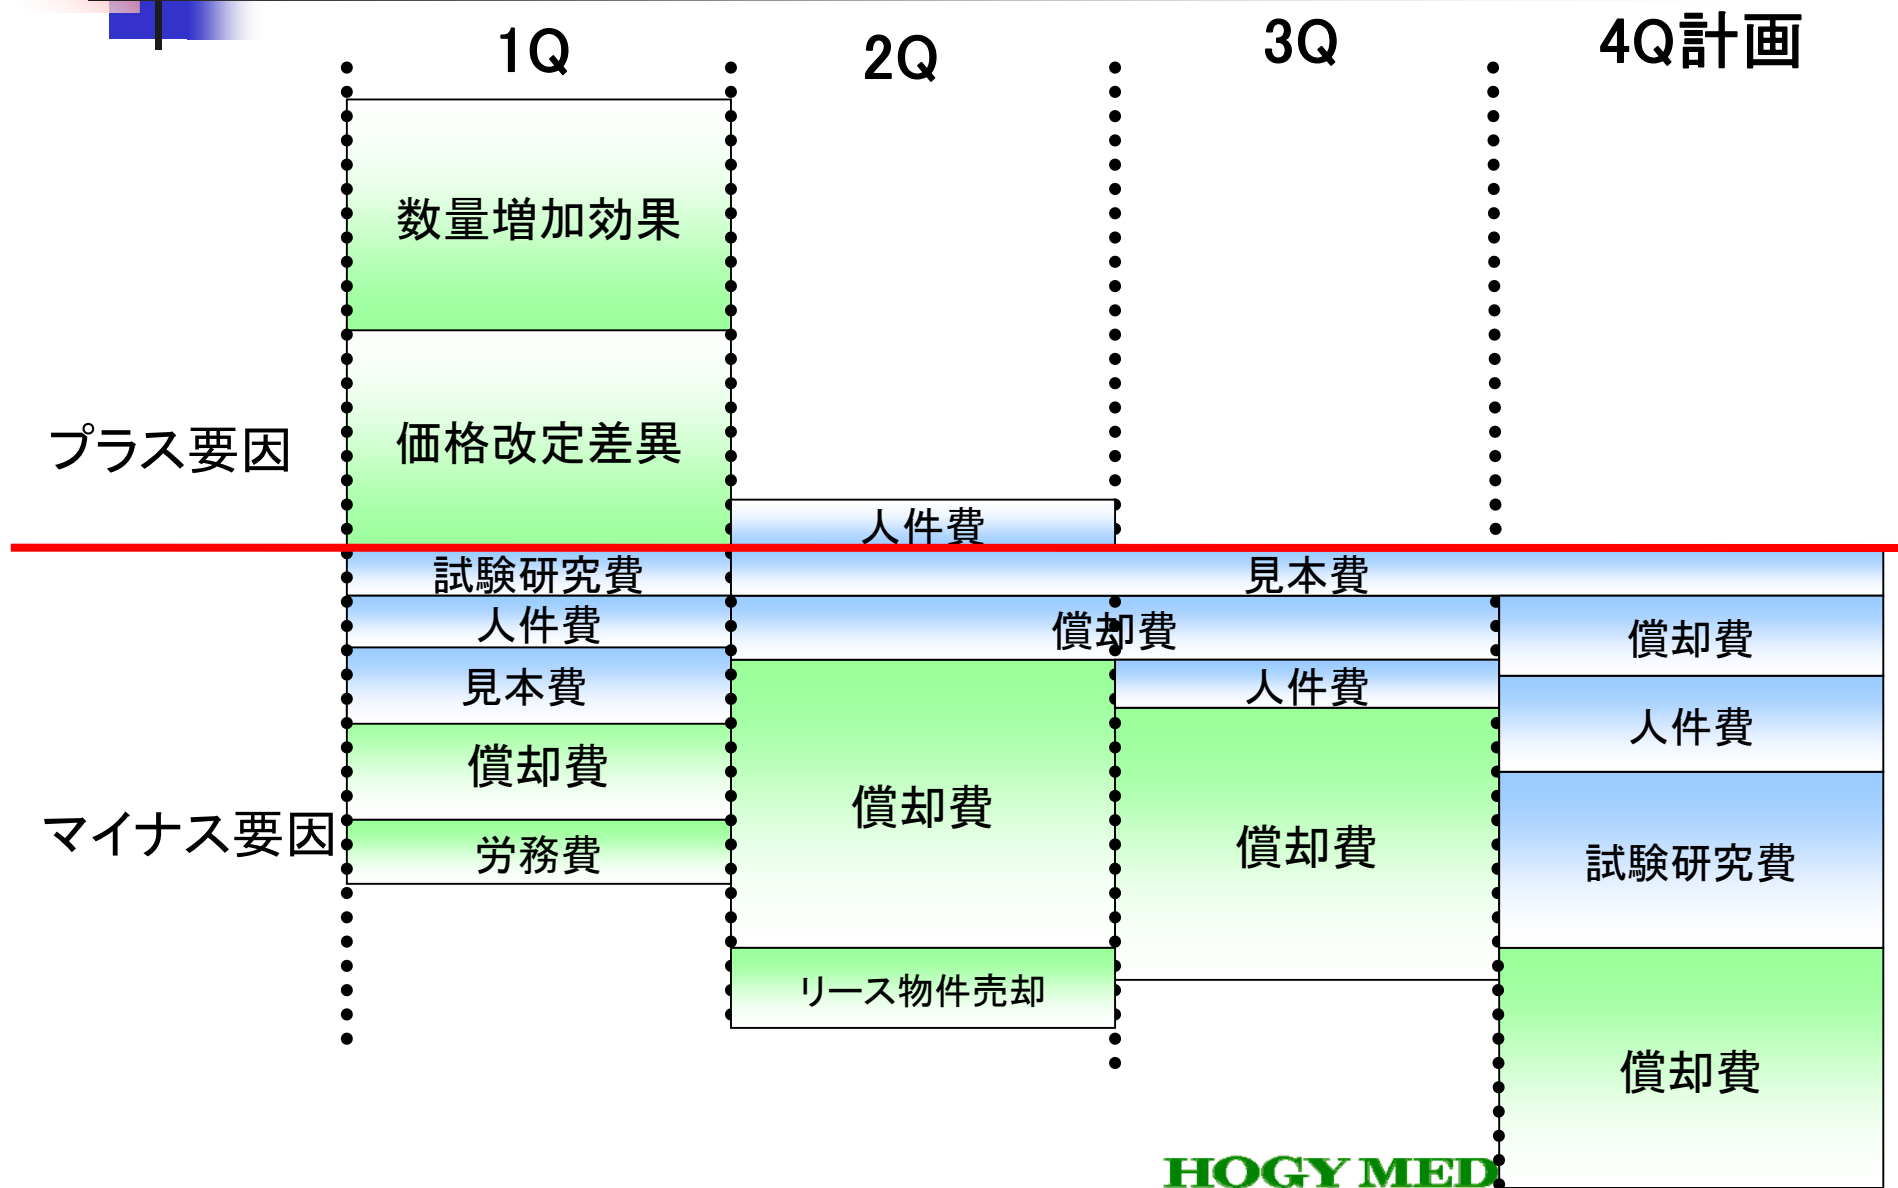 1Q
2Q
3Q
4Q計画
数量増加効果
価格改定差異
プラス要因
人件費
試験研究費
見本費
人件費
償却費
償却費
見本費
人件費
人件費
償却費
償却費
償却費
マイナス要因
労務費
試験研究費
リース物件売却
償却費
HOGY MED